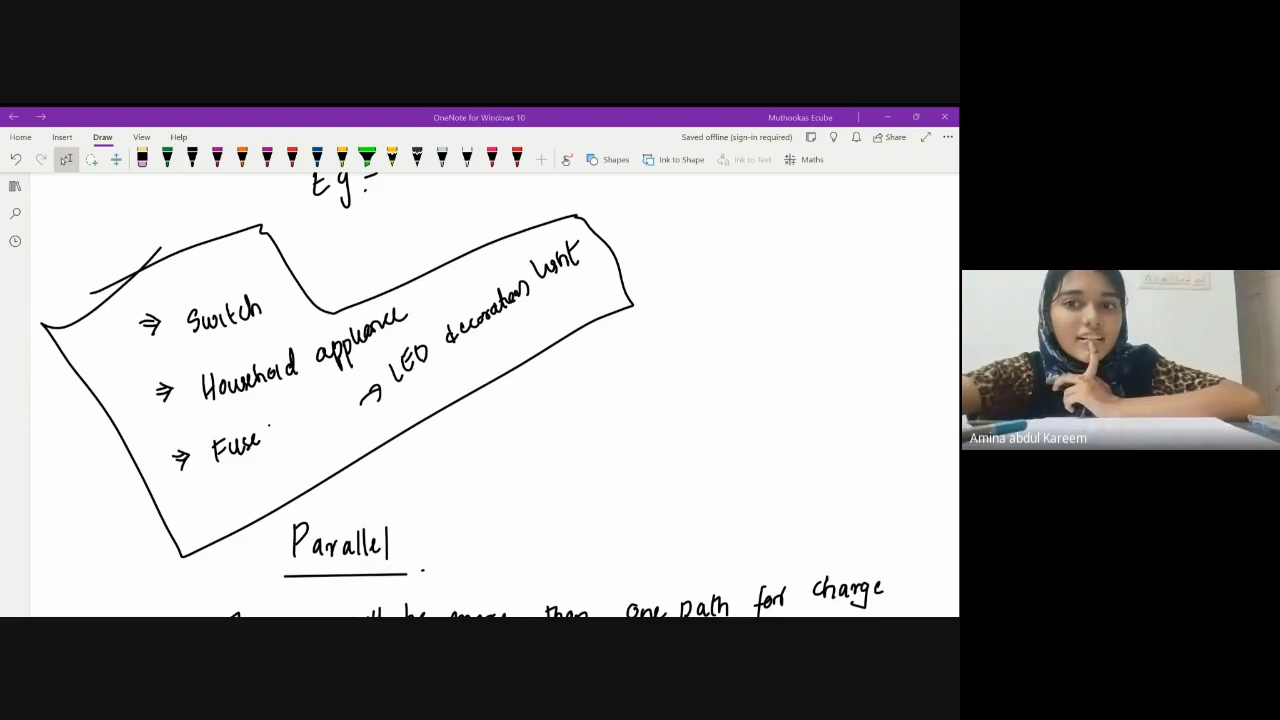 OneNote for Windows 10
Muthookas Ecube
Home Insert Draw View Help
Saved offline (sign-in required)
Share
Shapes
Ink to Shape
Ink to Text
Maths
Eg :-
⇒ Switch
⇒ Household appliance
→ LED decorations light
⇒ Fuse
Parallel
be more than one path for charge
Amina abdul Kareem